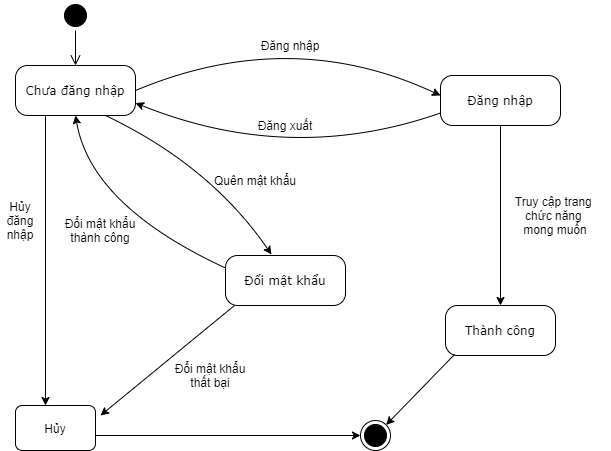 Đăng nhập
Chưa đăng nhập
Đăng nhập
Đăng xuất
Quên mật khẩu
Hủy
đăng
nhập
Đổi mật khẩu
thành công
Truy cập trang
chức năng
mong muốn
Đổi mật khẩu
Thành công
Đổi mật khẩu
thất bại
Hủy